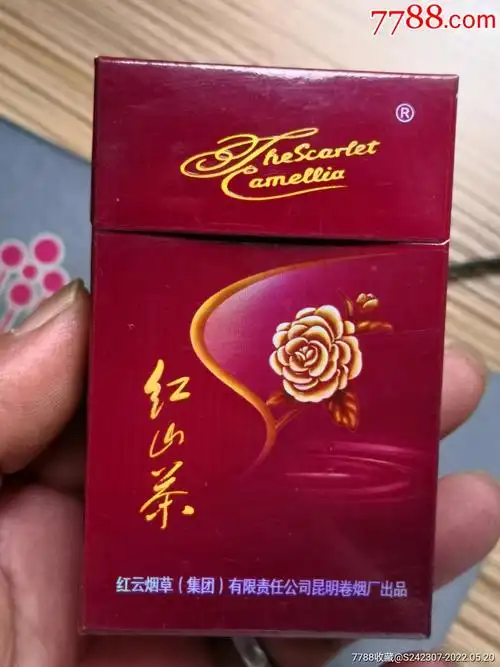 7788.com
®
TheScarlet
Camellia
红山茶
红云烟草(集团)有限责任公司昆明卷烟厂出品
7788收藏@S242307-2022.05.20